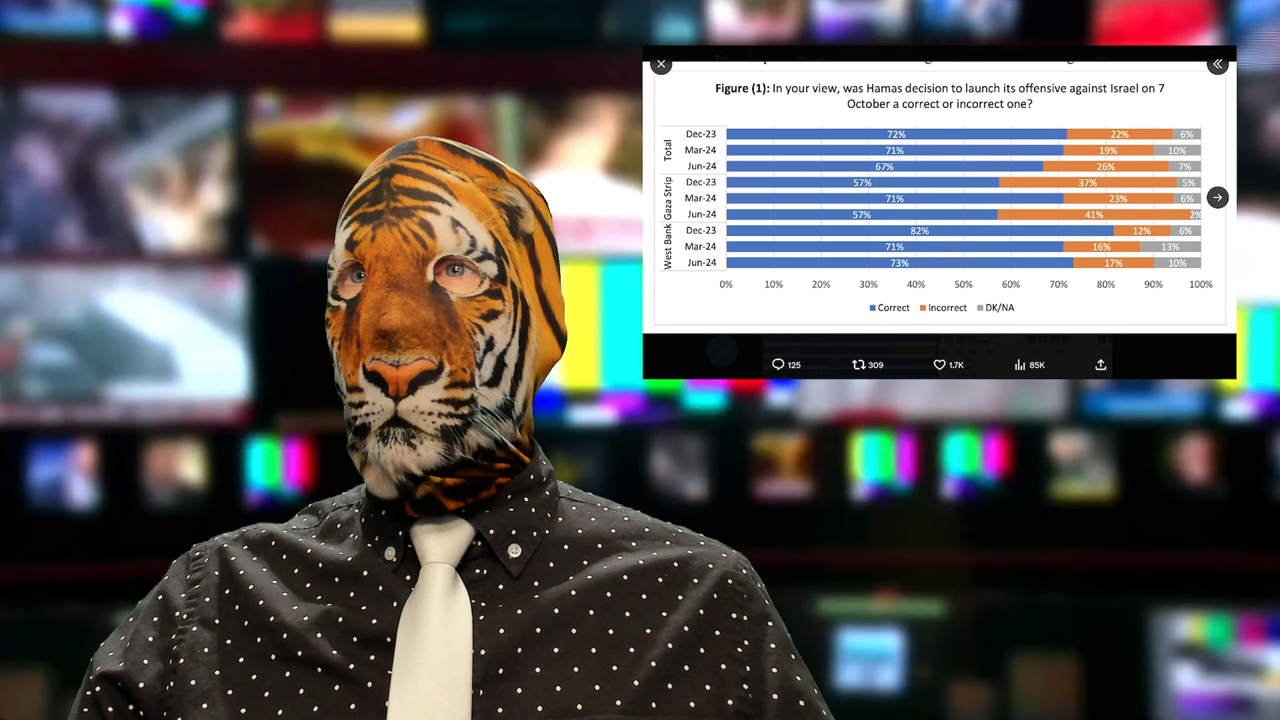 Figure (1): In your view, was Hamas decision to launch its offensive against Israel on 7
October a correct or incorrect one?
Total
Dec-23 72% 22% 6%
Mar-24 71% 19% 10%
Jun-24 67% 26% 7%
Gaza Strip
Dec-23 57% 37% 5%
Mar-24 71% 23% 6%
Jun-24 57% 41% 2%
West Bank
Dec-23 82% 12% 6%
Mar-24 71% 16% 13%
Jun-24 73% 17% 10%
0% 10% 20% 30% 40% 50% 60% 70% 80% 90% 100%
Correct Incorrect DK/NA
125 309 1.7K 85K